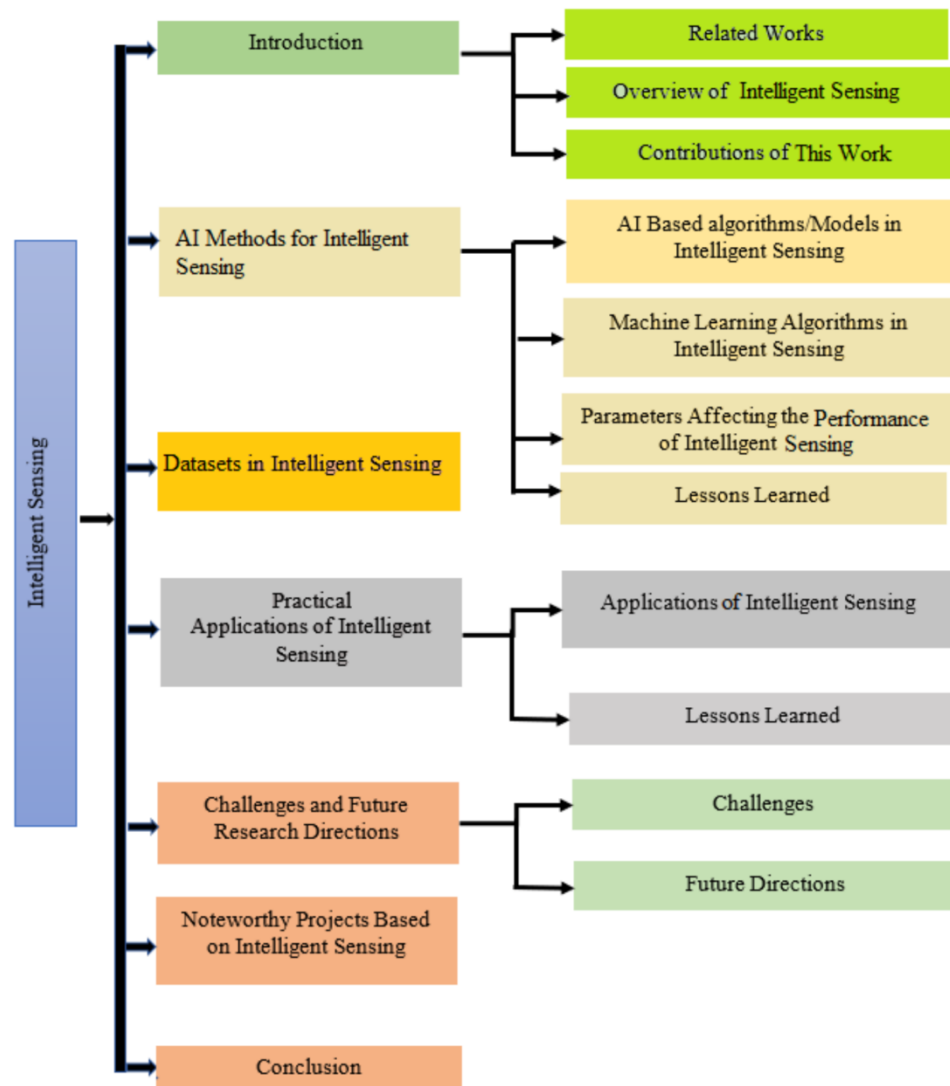 Intelligent Sensing
Introduction
Related Works
Overview of Intelligent Sensing
Contributions of This Work
AI Methods for Intelligent
Sensing
AI Based algorithms/Models in
Intelligent Sensing
Machine Learning Algorithms in
Intelligent Sensing
Parameters Affecting the Performance
of Intelligent Sensing
Lessons Learned
Datasets in Intelligent Sensing
Practical
Applications of Intelligent
Sensing
Applications of Intelligent Sensing
Lessons Learned
Challenges and Future
Research Directions
Challenges
Future Directions
Noteworthy Projects Based
on Intelligent Sensing
Conclusion